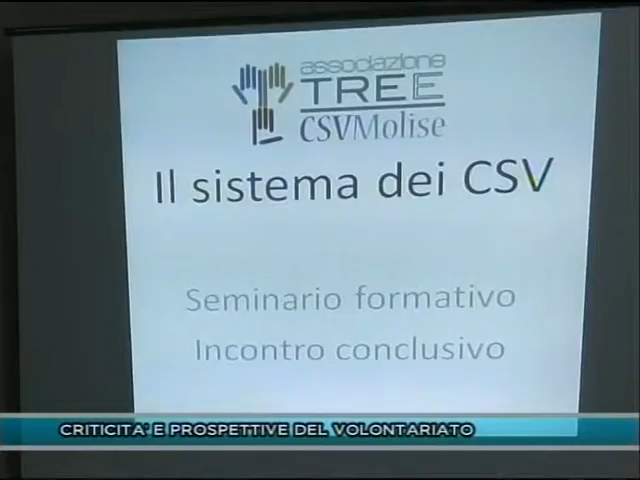 associazione
TREE
CSVMolise
Il sistema dei CSV
Seminario formativo
Incontro conclusivo
CRITICITA' E PROSPETTIVE DEL VOLONTARIATO